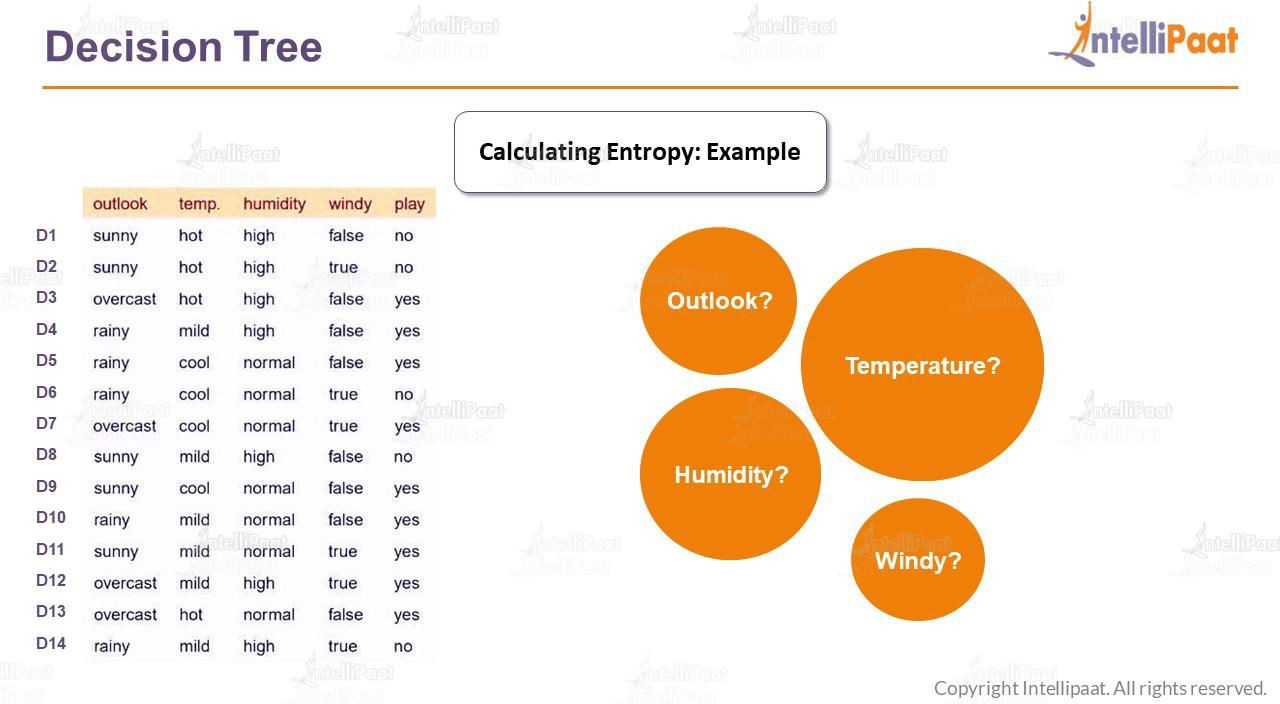 Decision Tree
IntelliPaat
Calculating Entropy: Example
outlook temp. humidity windy play
D1 sunny hot high false no
D2 sunny hot high true no
D3 overcast hot high false yes
D4 rainy mild high false yes
D5 rainy cool normal false yes
D6 rainy cool normal true no
D7 overcast cool normal true yes
D8 sunny mild high false no
D9 sunny cool normal false yes
D10 rainy mild normal false yes
D11 sunny mild normal true yes
D12 overcast mild high true yes
D13 overcast hot normal false yes
D14 rainy mild high true no
Outlook?
Temperature?
Humidity?
Windy?
Copyright Intellipaat. All rights reserved.